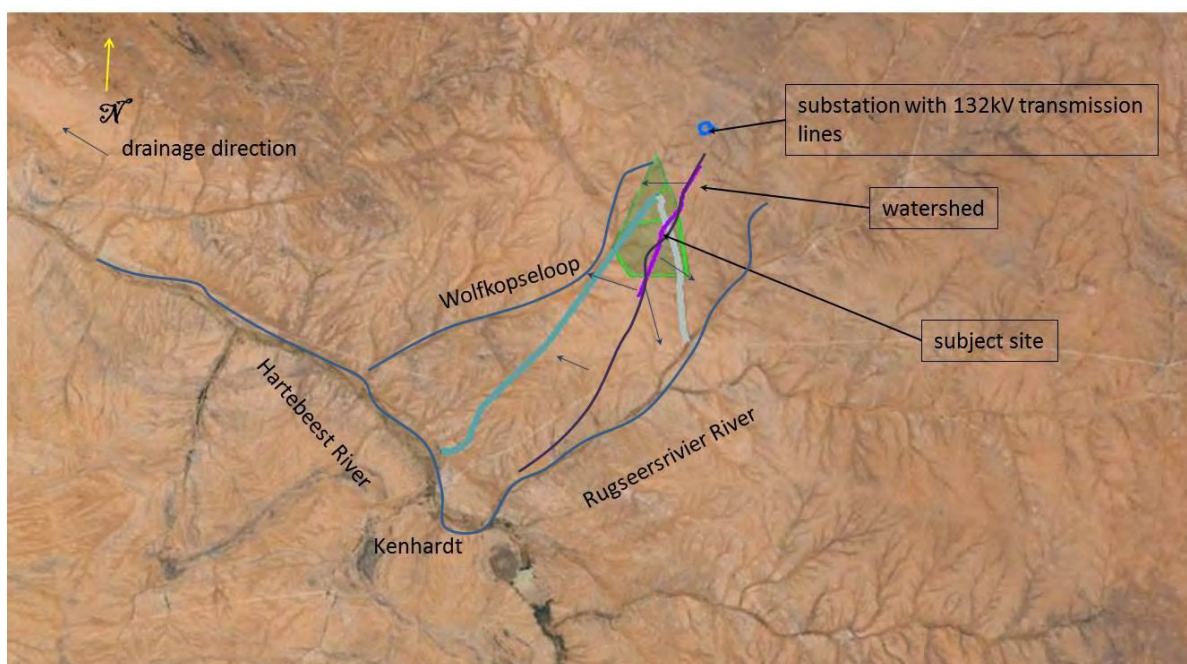 substation with 132kV transmission
lines
N
drainage direction
watershed
Wolfkopseloop
subject site
Hartebeest River
Rugseersrivier River
Kenhardt